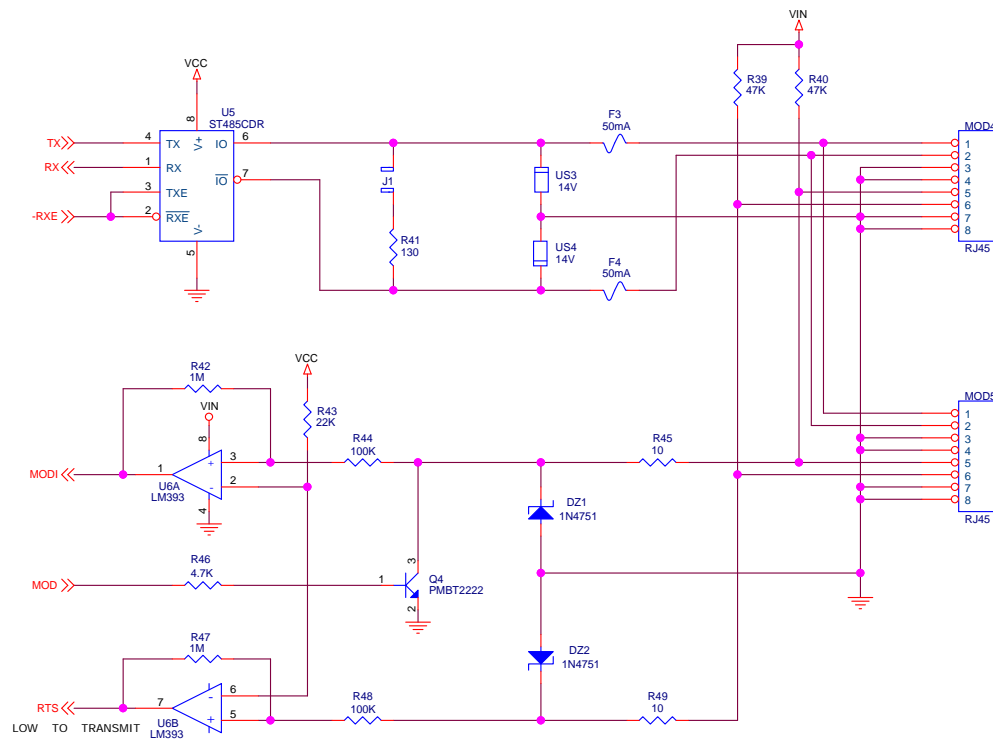 VIN
R39
47K
R40
47K
VCC
U5
ST485CDR
F3
50mA
MOD4
TX
4
TX
V+
8
IO
6
1
RX
1
RX
2
3
TXE
IO
7
J1
US3
14V
3
4
5
-RXE
2
RXE
V-
5
6
7
8
R41
130
US4
14V
RJ45
F4
50mA
VCC
R42
1M
R43
22K
MOD5
VIN
8
1
2
3
4
5
6
7
8
RJ45
R44
100K
R45
10
MODI
1
+
3
-
2
U6A
LM393
4
DZ1
1N4751
R46
4.7K
MOD
1
3
Q4
PMBT2222
2
R47
1M
DZ2
1N4751
RTS
7
-
6
+
5
U6B
LM393
R48
100K
R49
10
LOW TO TRANSMIT